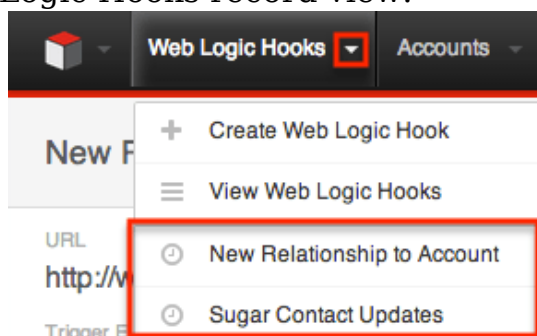 Logic Hooks record view.
Web Logic Hooks Accounts
Create Web Logic Hook
New F
View Web Logic Hooks
URL
New Relationship to Account
http://w
Sugar Contact Updates
Trigger E